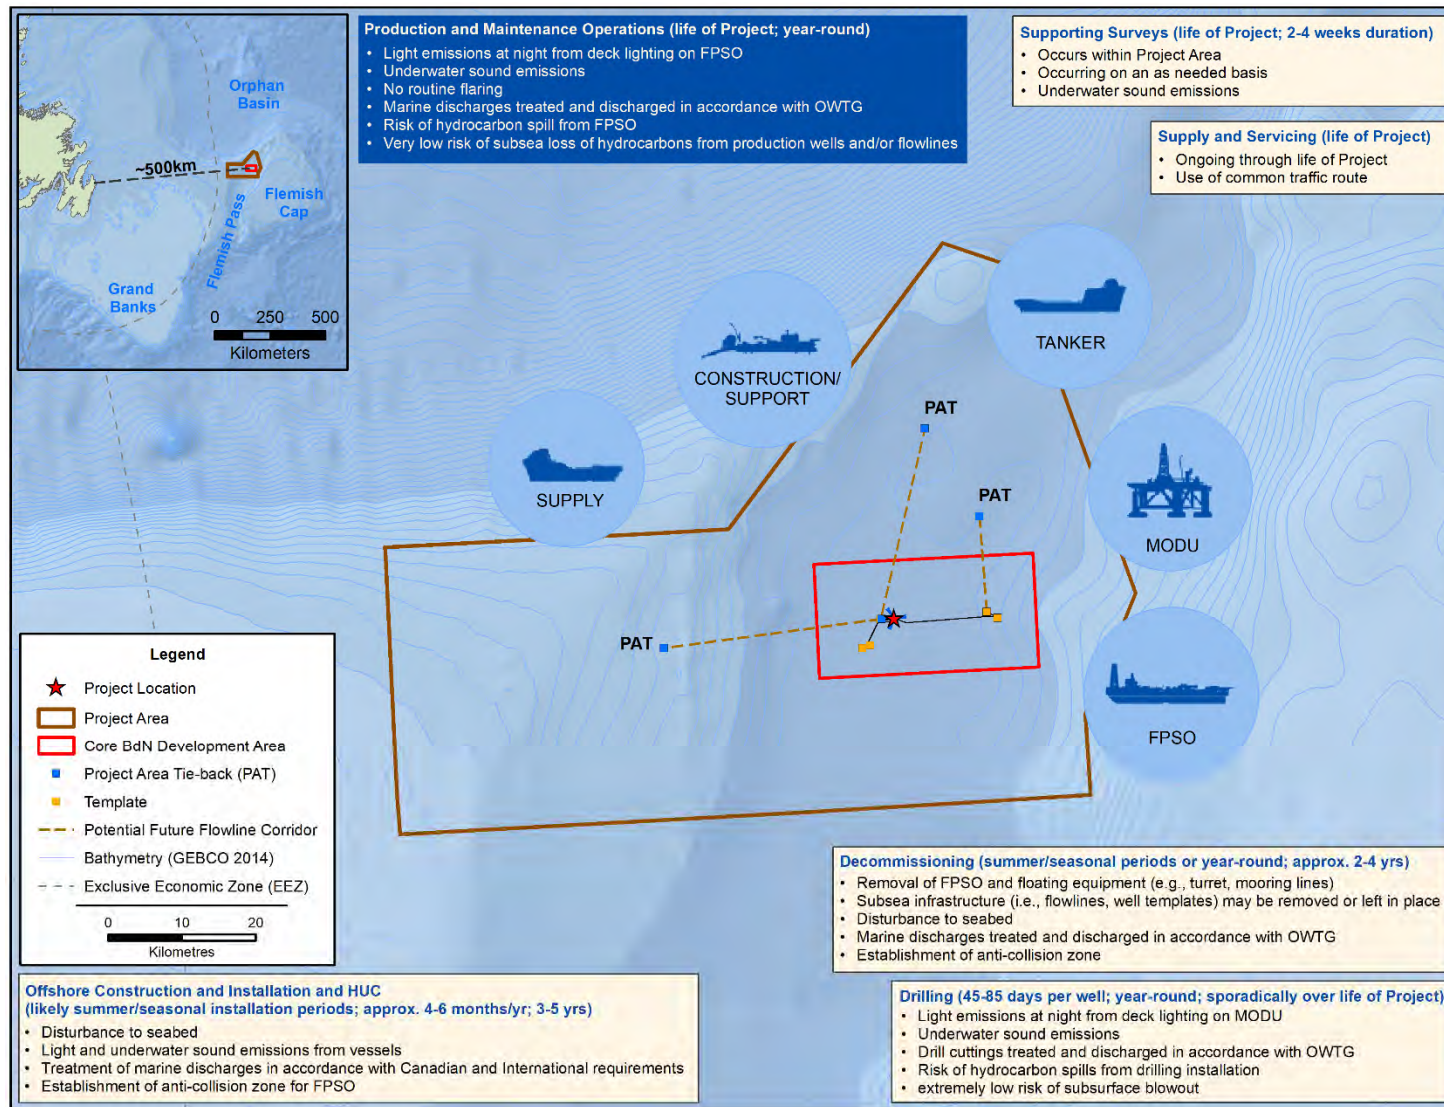 Orphan
Basin
~500km
Flemish
Cap
Flemish Pass
Grand
Banks
0 250 500
Kilometers
Production and Maintenance Operations (life of Project; year-round)
• Light emissions at night from deck lighting on FPSO
• Underwater sound emissions
• No routine flaring
• Marine discharges treated and discharged in accordance with OWTG
• Risk of hydrocarbon spill from FPSO
• Very low risk of subsea loss of hydrocarbons from production wells and/or flowlines
Supporting Surveys (life of Project; 2-4 weeks duration)
• Occurs within Project Area
• Occurring on an as needed basis
• Underwater sound emissions
Supply and Servicing (life of Project)
• Ongoing through life of Project
• Use of common traffic route
TANKER
CONSTRUCTION/
SUPPORT
SUPPLY
PAT
PAT
MODU
PAT
FPSO
Legend
Project Location
Project Area
Core BdN Development Area
Project Area Tie-back (PAT)
Template
Potential Future Flowline Corridor
Bathymetry (GEBCO 2014)
Exclusive Economic Zone (EEZ)
0 10 20
Kilometres
Decommissioning (summer/seasonal periods or year-round; approx. 2-4 yrs)
• Removal of FPSO and floating equipment (e.g., turret, mooring lines)
• Subsea infrastructure (i.e., flowlines, well templates) may be removed or left in place
• Disturbance to seabed
• Marine discharges treated and discharged in accordance with OWTG
• Establishment of anti-collision zone
Offshore Construction and Installation and HUC
(likely summer/seasonal installation periods; approx. 4-6 months/yr; 3-5 yrs)
• Disturbance to seabed
• Light and underwater sound emissions from vessels
• Treatment of marine discharges in accordance with Canadian and International requirements
• Establishment of anti-collision zone for FPSO
Drilling (45-85 days per well; year-round; sporadically over life of Project)
• Light emissions at night from deck lighting on MODU
• Underwater sound emissions
• Drill cuttings treated and discharged in accordance with OWTG
• Risk of hydrocarbon spills from drilling installation
• extremely low risk of subsurface blowout